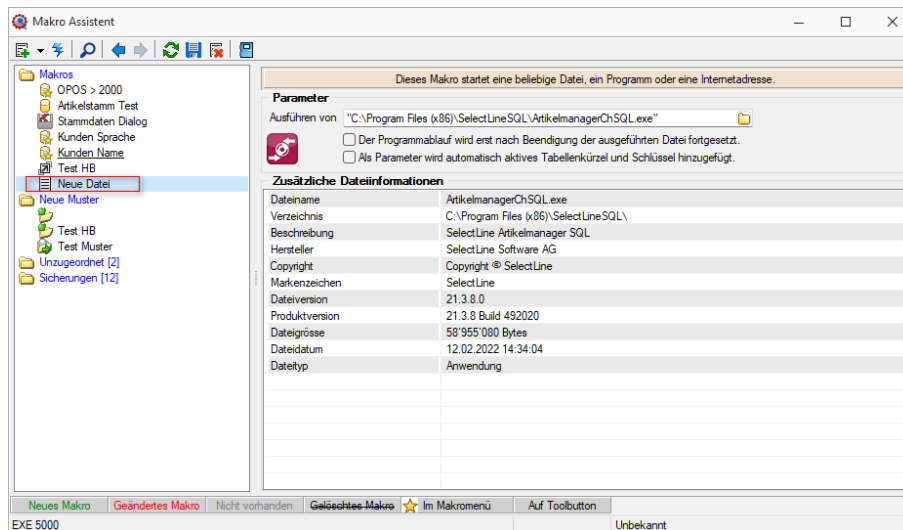 Makro Assistent
Makros
OPOS > 2000
Artikelstamm Test
Stammdaten Dialog
Kunden Sprache
Kunden Name
Test HB
Neue Datei
Neue Muster
Test HB
Test Muster
Unzugeordnet [2]
Sicherungen [12]
Dieses Makro startet eine beliebige Datei, ein Programm oder eine Internetadresse.
Parameter
Ausführen von "C:\Program Files (x86)\SelectLineSQL\ArtikelmanagerChSQL.exe"
Der Programmablauf wird erst nach Beendigung der ausgeführten Datei fortgesetzt.
Als Parameter wird automatisch aktives Tabellenkürzel und Schlüssel hinzugefügt.
Zusätzliche Dateiinformationen
Dateiname ArtikelmanagerChSQL.exe
Verzeichnis C:\Program Files (x86)\SelectLineSQL\
Beschreibung SelectLine Artikelmanager SQL
Hersteller SelectLine Software AG
Copyright Copyright © SelectLine
Markenzeichen SelectLine
Dateiversion 21.3.8.0
Produktversion 21.3.8 Build 492020
Dateigrösse 58'955'080 Bytes
Dateidatum 12.02.2022 14:34:04
Dateityp Anwendung
Neues Makro Geändertes Makro Nicht vorhanden Gelöschtes Makro Im Makromenü Auf Toolbutton
EXE 5000 Unbekannt